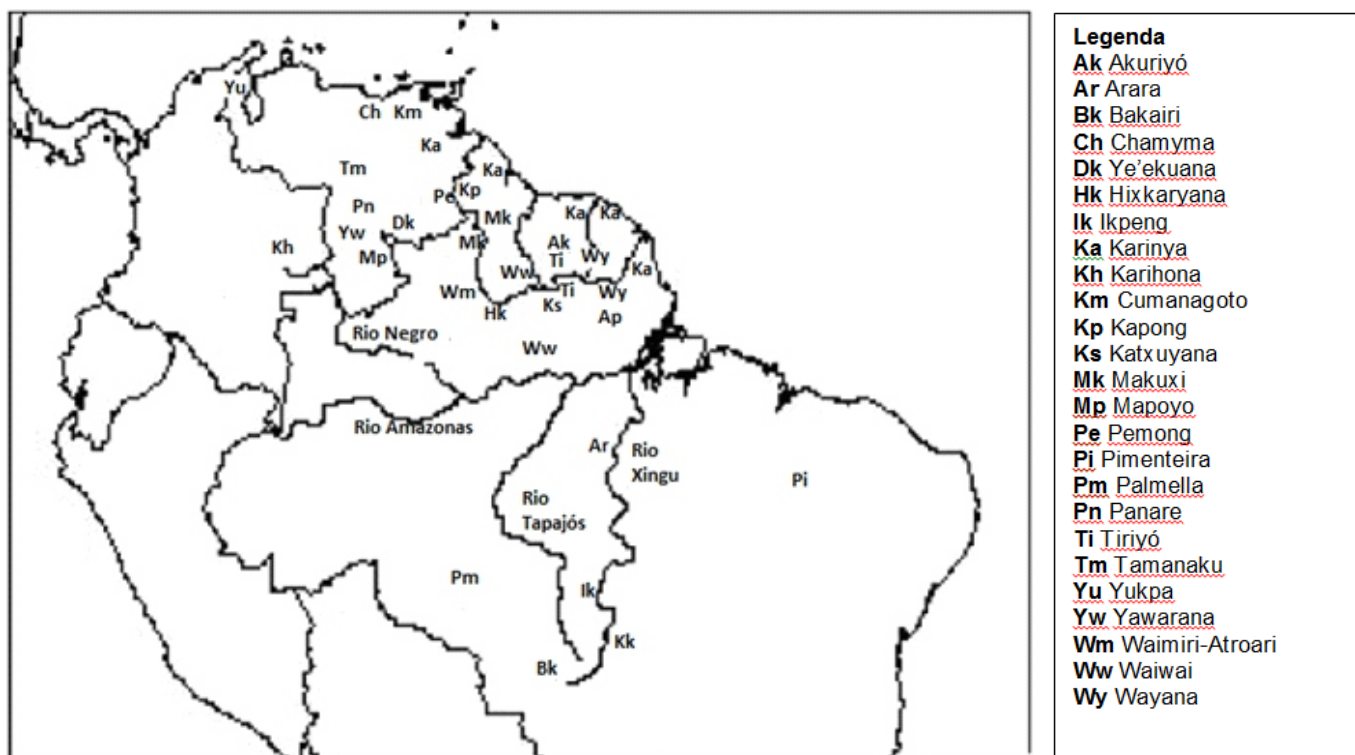 Yu
Ch Km
Ka
Ka
Tm
Kp
Pe
Pn
Mk
Ka
Ka
Yw
Dk
Mk
Ak
Kh
Mp
Ti
Wy
Ww
Ka
Wm
Ti
Wy
Hk
Ks
Ap
Rio Negro
Ww
Rio Amazonas
Ar
Rio
Xingu
Pi
Rio
Tapajós
Pm
Ik
Kk
Bk
Legenda
Ak Akuriyó
Ar Arara
Bk Bakairi
Ch Chamyma
Dk Ye'ekuana
Hk Hixkaryana
Ik Ikpeng
Ka Karinya
Kh Karihona
Km Cumanagoto
Kp Kapong
Ks Katxuyana
Mk Makuxi
Mp Mapoyo
Pe Pemong
Pi Pimenteira
Pm Palmella
Pn Panare
Ti Tiriyó
Tm Tamanaku
Yu Yukpa
Yw Yawarana
Wm Waimiri-Atroari
Ww Waiwai
Wy Wayana